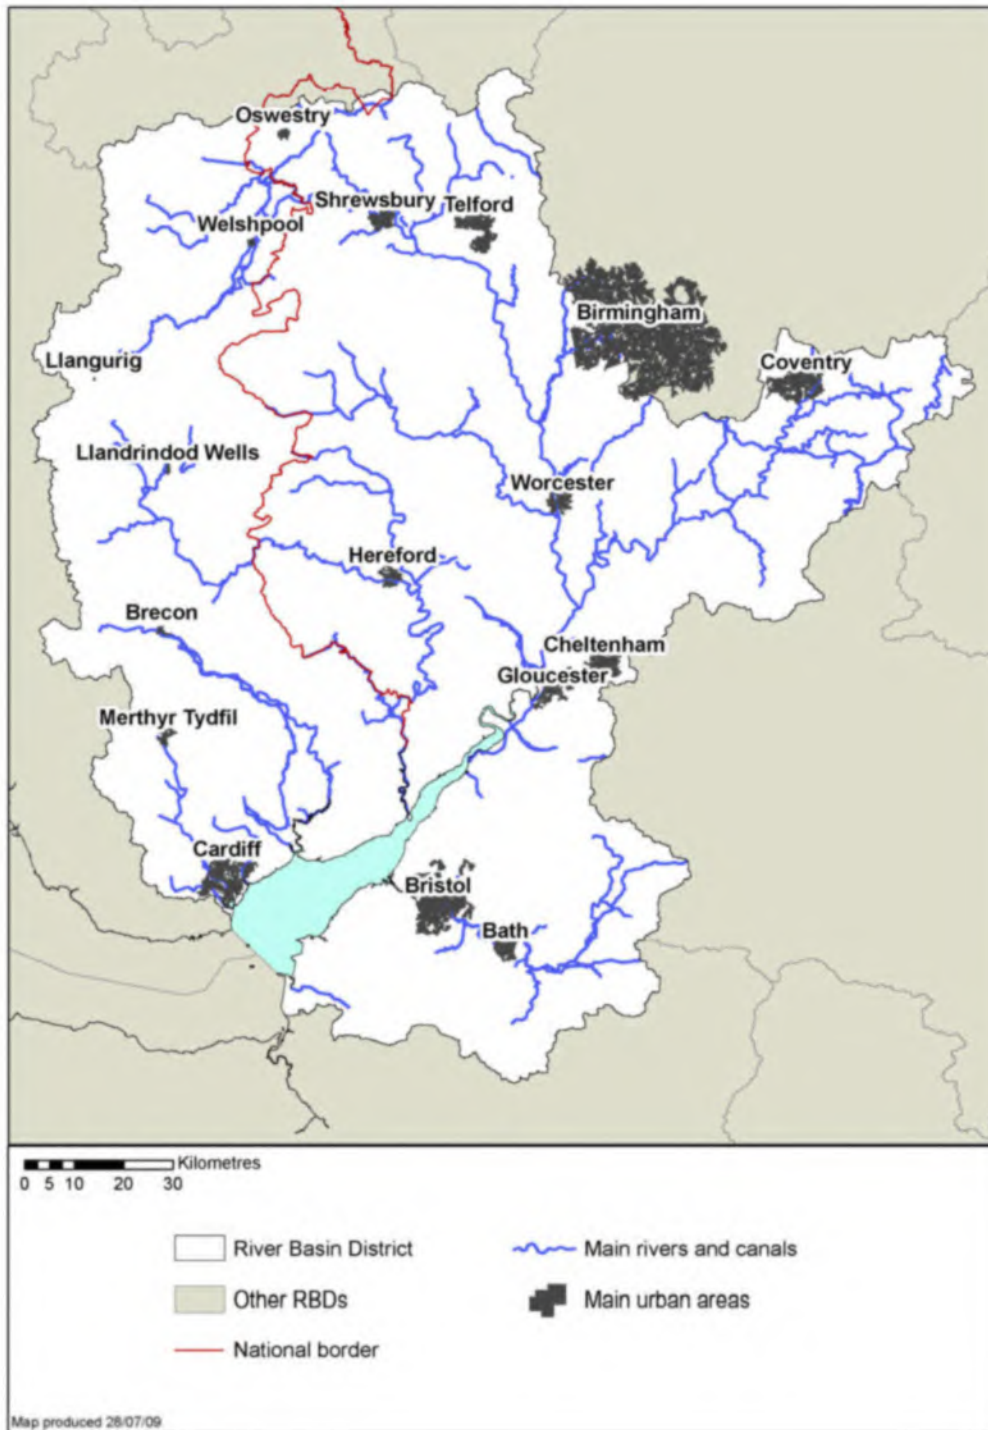 Oswestry
Shrewsbury
Telford
Welshpool
Birmingham
Llangurig
Coventry
Llandrindod Wells
Worcester
Hereford
Brecon
Cheltenham
Gloucester
Merthyr Tydfil
Cardiff
Bristol
Bath
Kilometres
0 5 10 20 30
River Basin District
Main rivers and canals
Other RBDs
Main urban areas
National border
Map produced 28/07/09